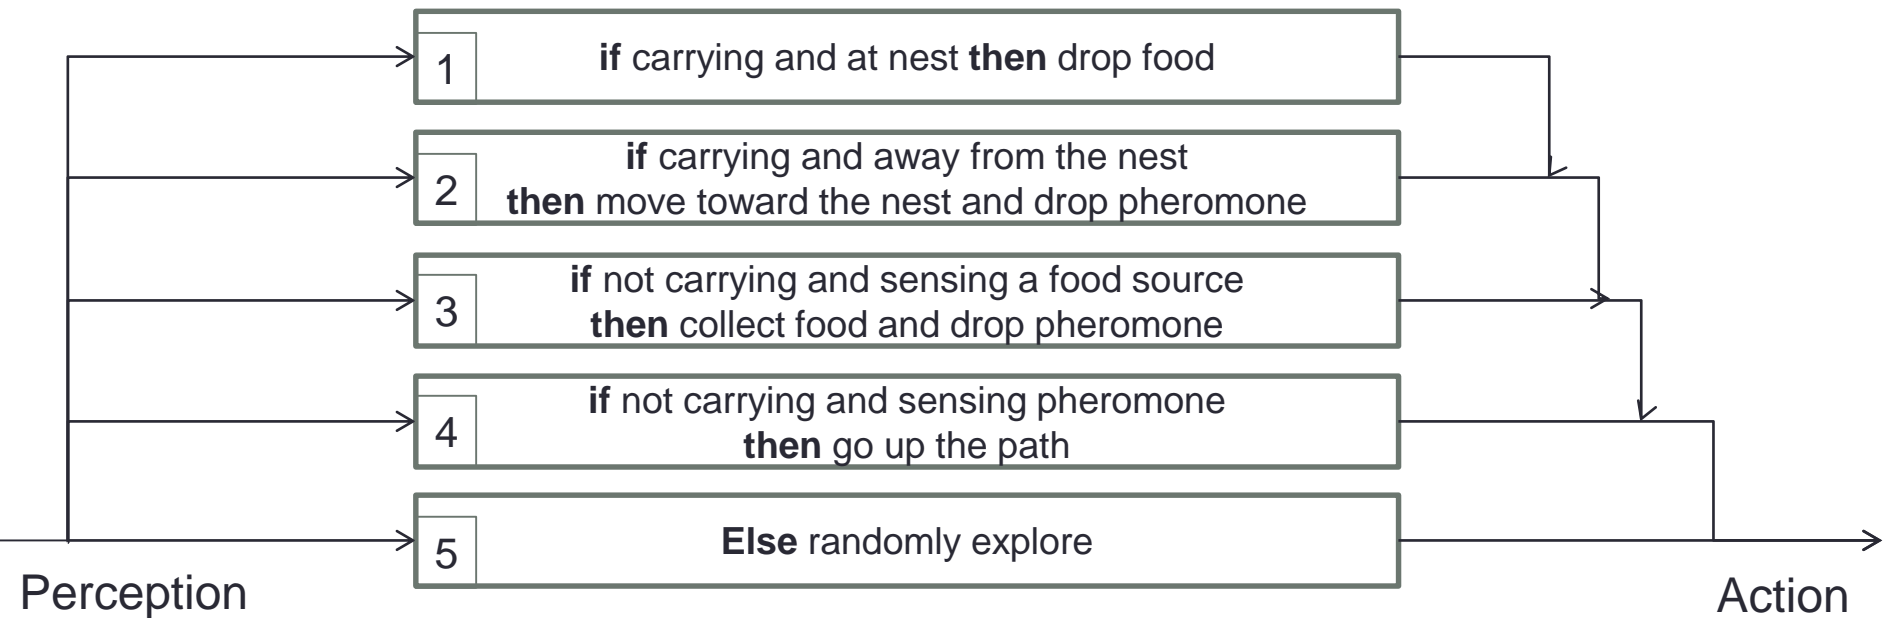 1
if carrying and at nest then drop food
2
if carrying and away from the nest
then move toward the nest and drop pheromone
3
if not carrying and sensing a food source
then collect food and drop pheromone
4
if not carrying and sensing pheromone
then go up the path
5
Else randomly explore
Perception
Action